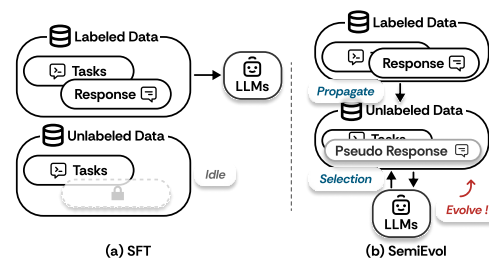 Labeled Data
Tasks
Response
LLMs
Unlabeled Data
Tasks
Idle
(a) SFT
Labeled Data
Response
Propagate
Unlabeled Data
Tasks
Pseudo Response
Selection
LLMs
Evolve !
(b) SemiEvol